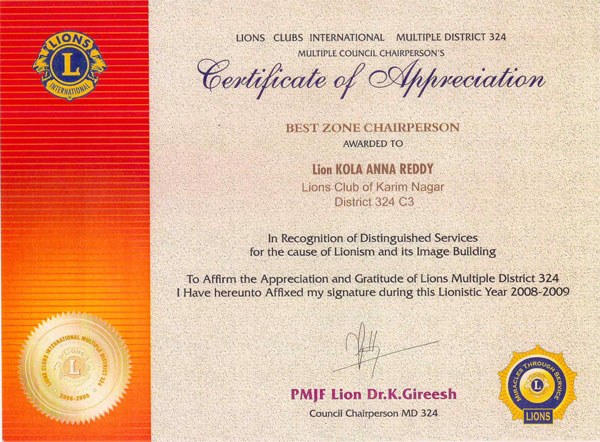 LIONS CLUBS INTERNATIONAL MULTIPLE DISTRICT 324
MULTIPLE COUNCIL CHAIRPERSON'S
Certificate of Appreciation
BEST ZONE CHAIRPERSON
AWARDED TO
Lion KOLA ANNA REDDY
Lions Club of Karim Nagar
District 324 C3
In Recognition of Distinguished Services
for the cause of Lionism and its Image Building
To Affirm the Appreciation and Gratitude of Lions Multiple District 324
I Have hereunto Affixed my signature during this Lionistic Year 2008-2009
PMJF Lion Dr.K.Gireesh
Council Chairperson MD 324
LIONS
L
INTERNATIONAL
LIONS CLUBS INTERNATIONAL MULTIPLE DISTRICT 324
L
2008-2009
MIRACLES THROUGH SERVICE
L
LIONS